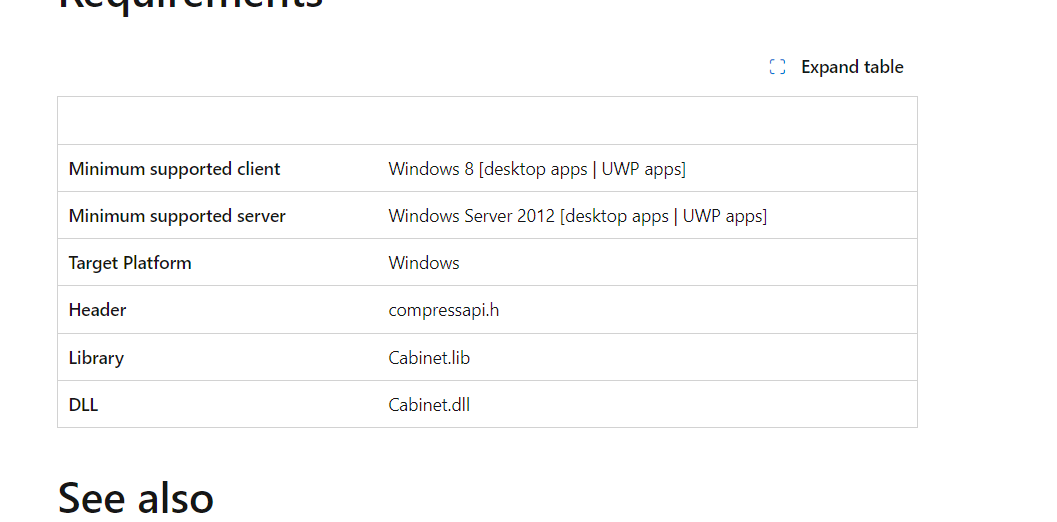 Requirements
Expand table
Minimum supported client Windows 8 [desktop apps | UWP apps]
Minimum supported server Windows Server 2012 [desktop apps | UWP apps]
Target Platform Windows
Header compressapi.h
Library Cabinet.lib
DLL Cabinet.dll
See also